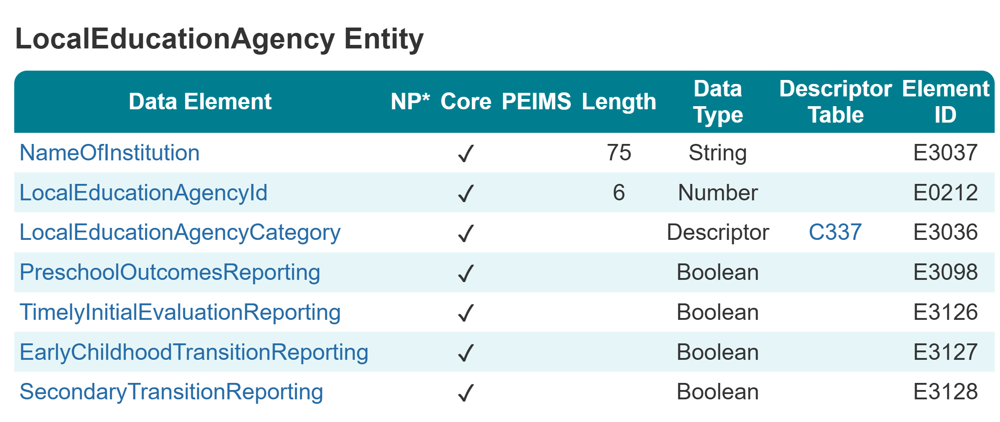 LocalEducationAgency Entity
Data Element NP* Core PEIMS Length Data Type Descriptor Table Element ID
NameOfInstitution ✓ 75 String E3037
LocalEducationAgencyId ✓ 6 Number E0212
LocalEducationAgencyCategory ✓ Descriptor C337 E3036
PreschoolOutcomesReporting ✓ Boolean E3098
TimelyInitialEvaluationReporting ✓ Boolean E3126
EarlyChildhoodTransitionReporting ✓ Boolean E3127
SecondaryTransitionReporting ✓ Boolean E3128